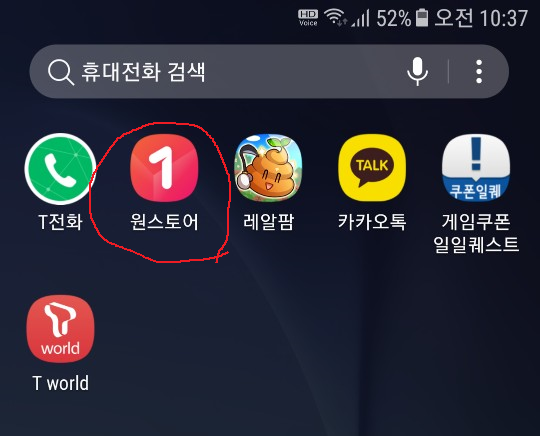 HD Voice 52% 오전 10:37
휴대전화 검색
1
TALK
!
쿠폰일퀘
T전화 원스토어 레알팜 카카오톡 게임쿠폰
일일퀘스트
T
world
T world